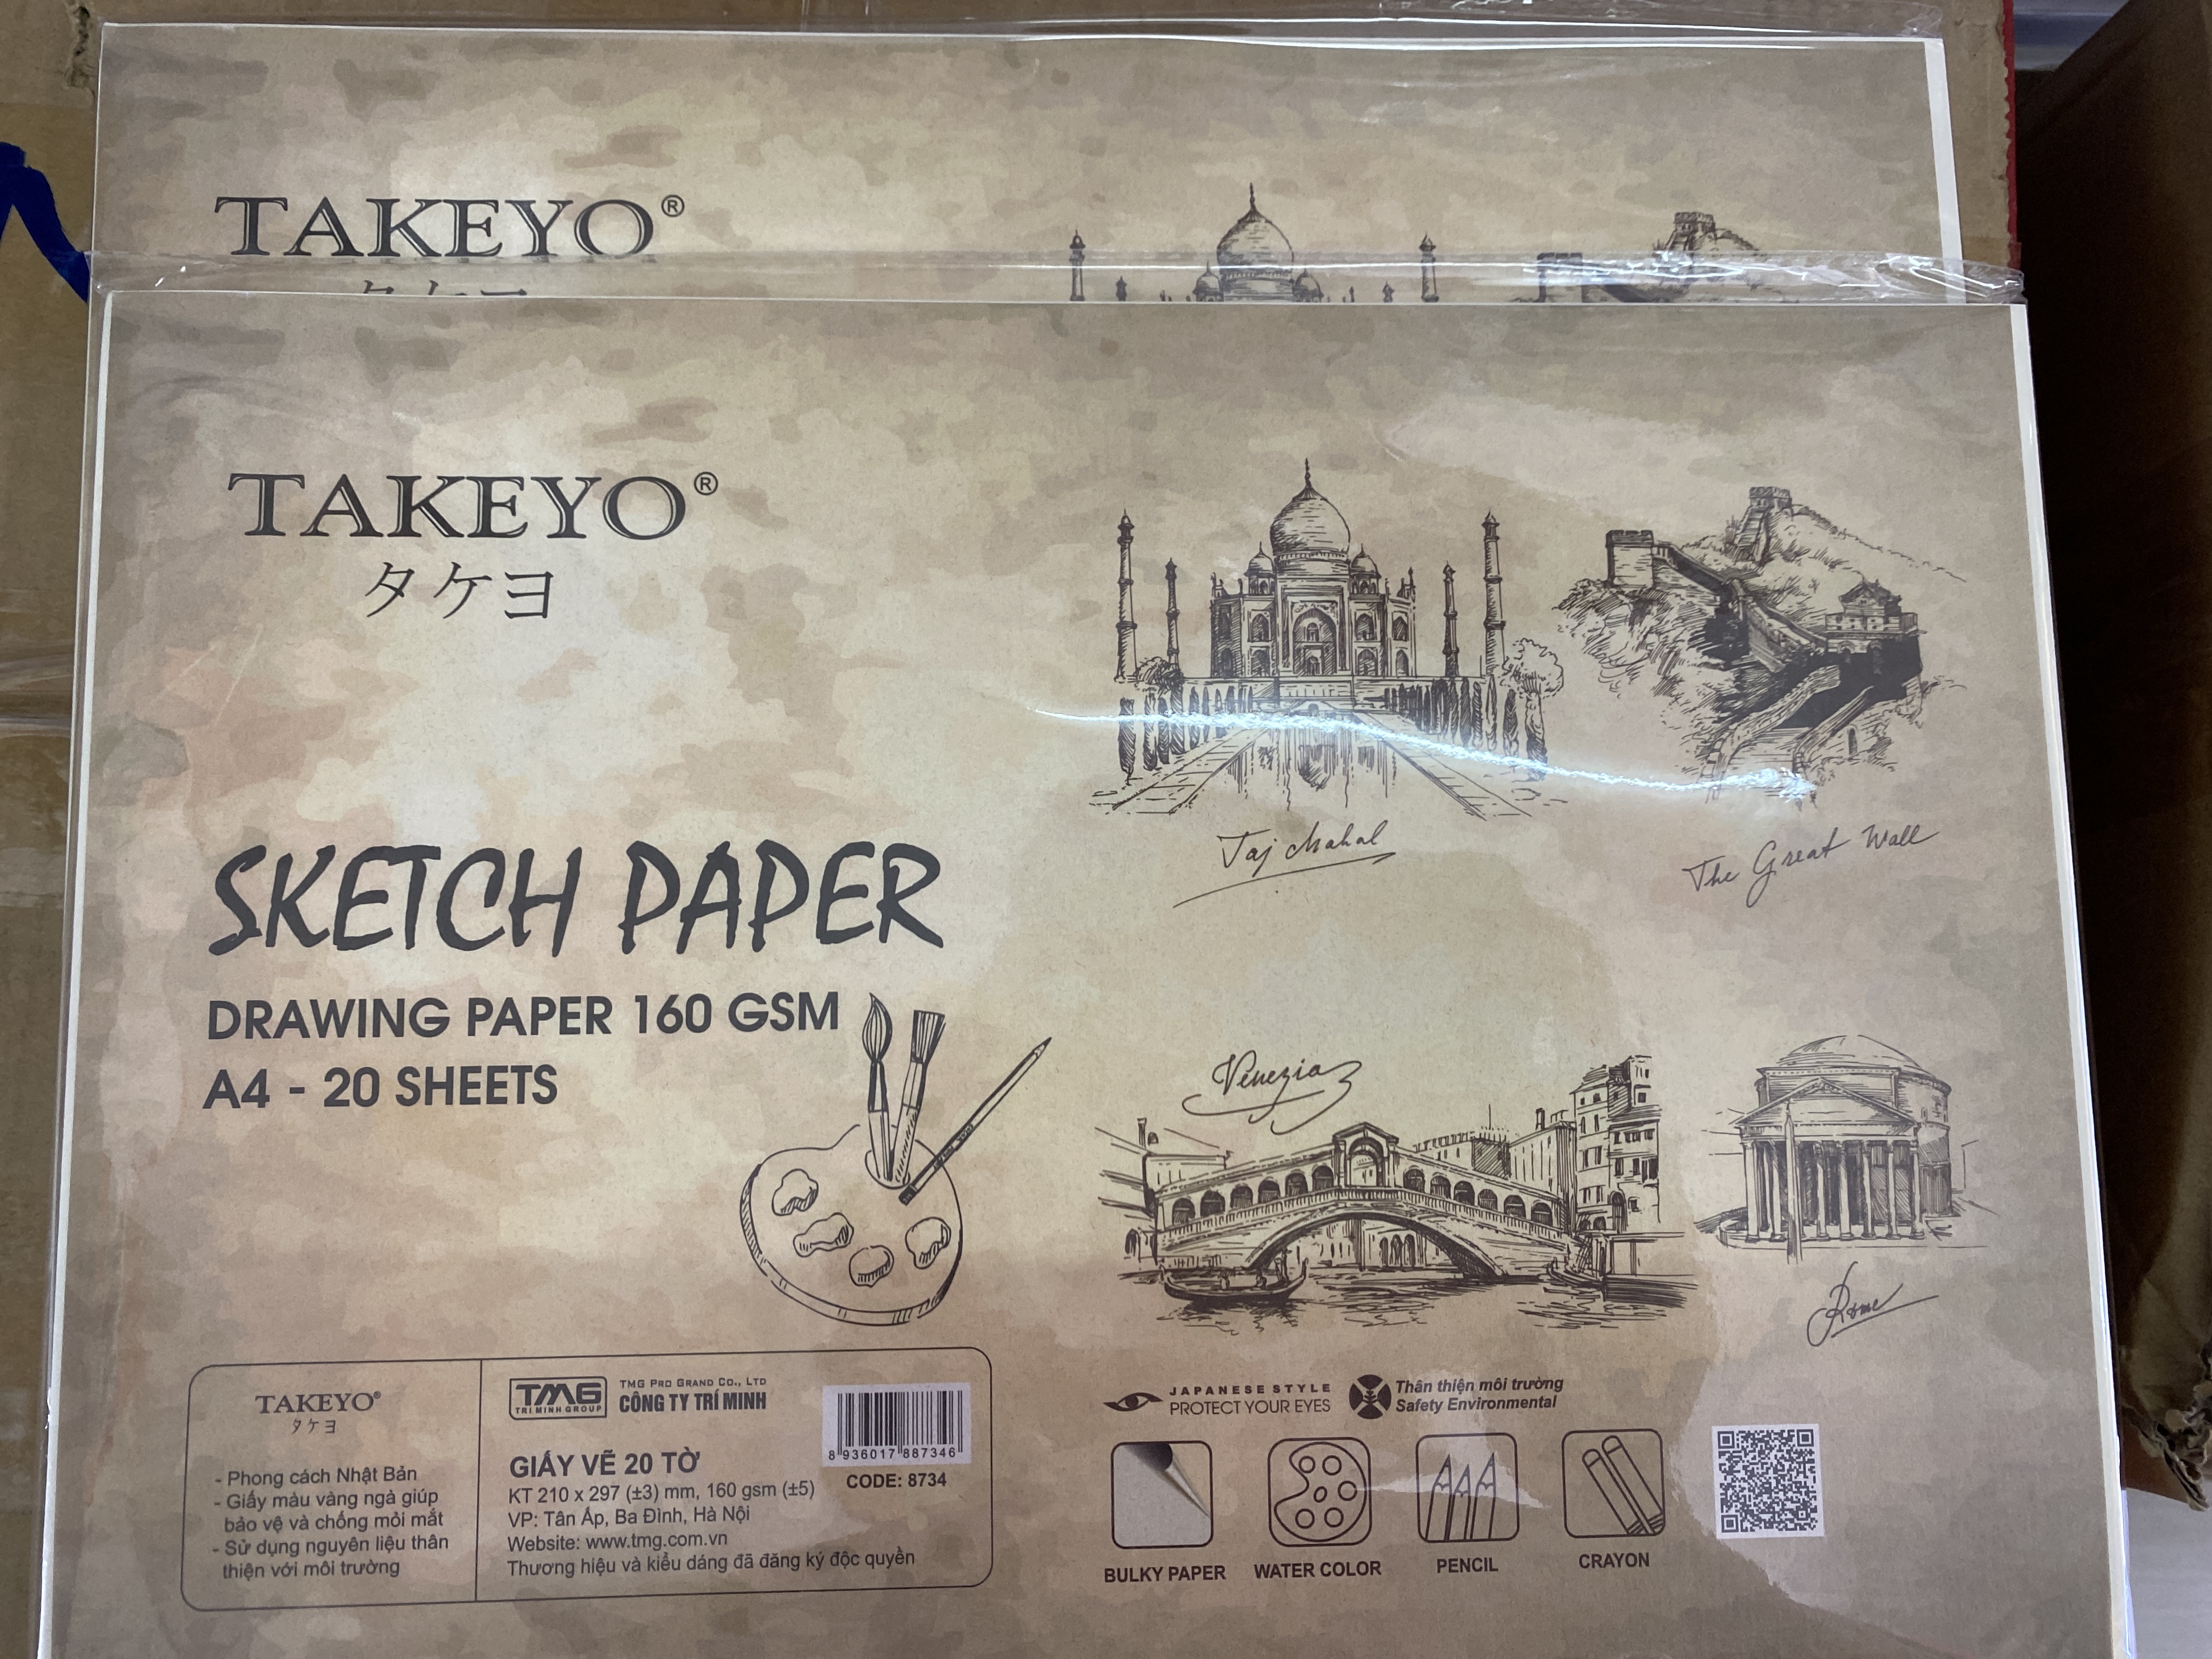 TAKEYO®
タケヨ
TAKEYO®
タケヨ
SKETCH PAPER
DRAWING PAPER 160 GSM
A4 - 20 SHEETS
Taj Mahal
The Great Wall
Venezia
Rome
TAKEYO®
タケヨ
- Phong cách Nhật Bản
- Giấy màu vàng ngà giúp
bảo vệ và chống mỏi mắt
- Sử dụng nguyên liệu thân
thiện với môi trường
TMG
TRI MINH GROUP
TMG PRO GRAND CO., LTD
CÔNG TY TRÍ MINH
GIẤY VẼ 20 TỜ
KT 210 x 297 (±3) mm, 160 gsm (±5)
VP: Tân Ấp, Ba Đình, Hà Nội
Website: www.tmg.com.vn
Thương hiệu và kiểu dáng đã đăng ký độc quyền
8 936017 887346
CODE: 8734
JAPANESE STYLE
PROTECT YOUR EYES
Thân thiện môi trường
Safety Environmental
BULKY PAPER
WATER COLOR
PENCIL
CRAYON